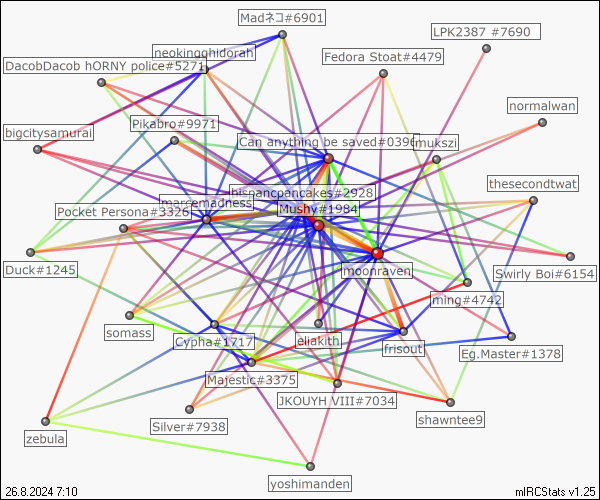 Madネコ#6901
LPK2387 #7690
neokingghidorah
Fedora Stoat#4479
DacobDacob hORNY police#5271
normalwan
Pikabro#9971
bigcitysamurai
Can anything be saved#0396
mukszi
thesecondtwat
hispancpancakes#2928
marcemadness
Mushy#1984
Pocket Persona#3326
Duck#1245
moonraven
Swirly Boi#6154
ming#4742
somass
Cypha#1717
eliakith
frisout
Eg.Master#1378
Majestic#3375
JKOUYH VIII#7034
shawntee9
Silver#7938
zebula
yoshimanden
26.8.2024 7:10
mIRCStats v1.25